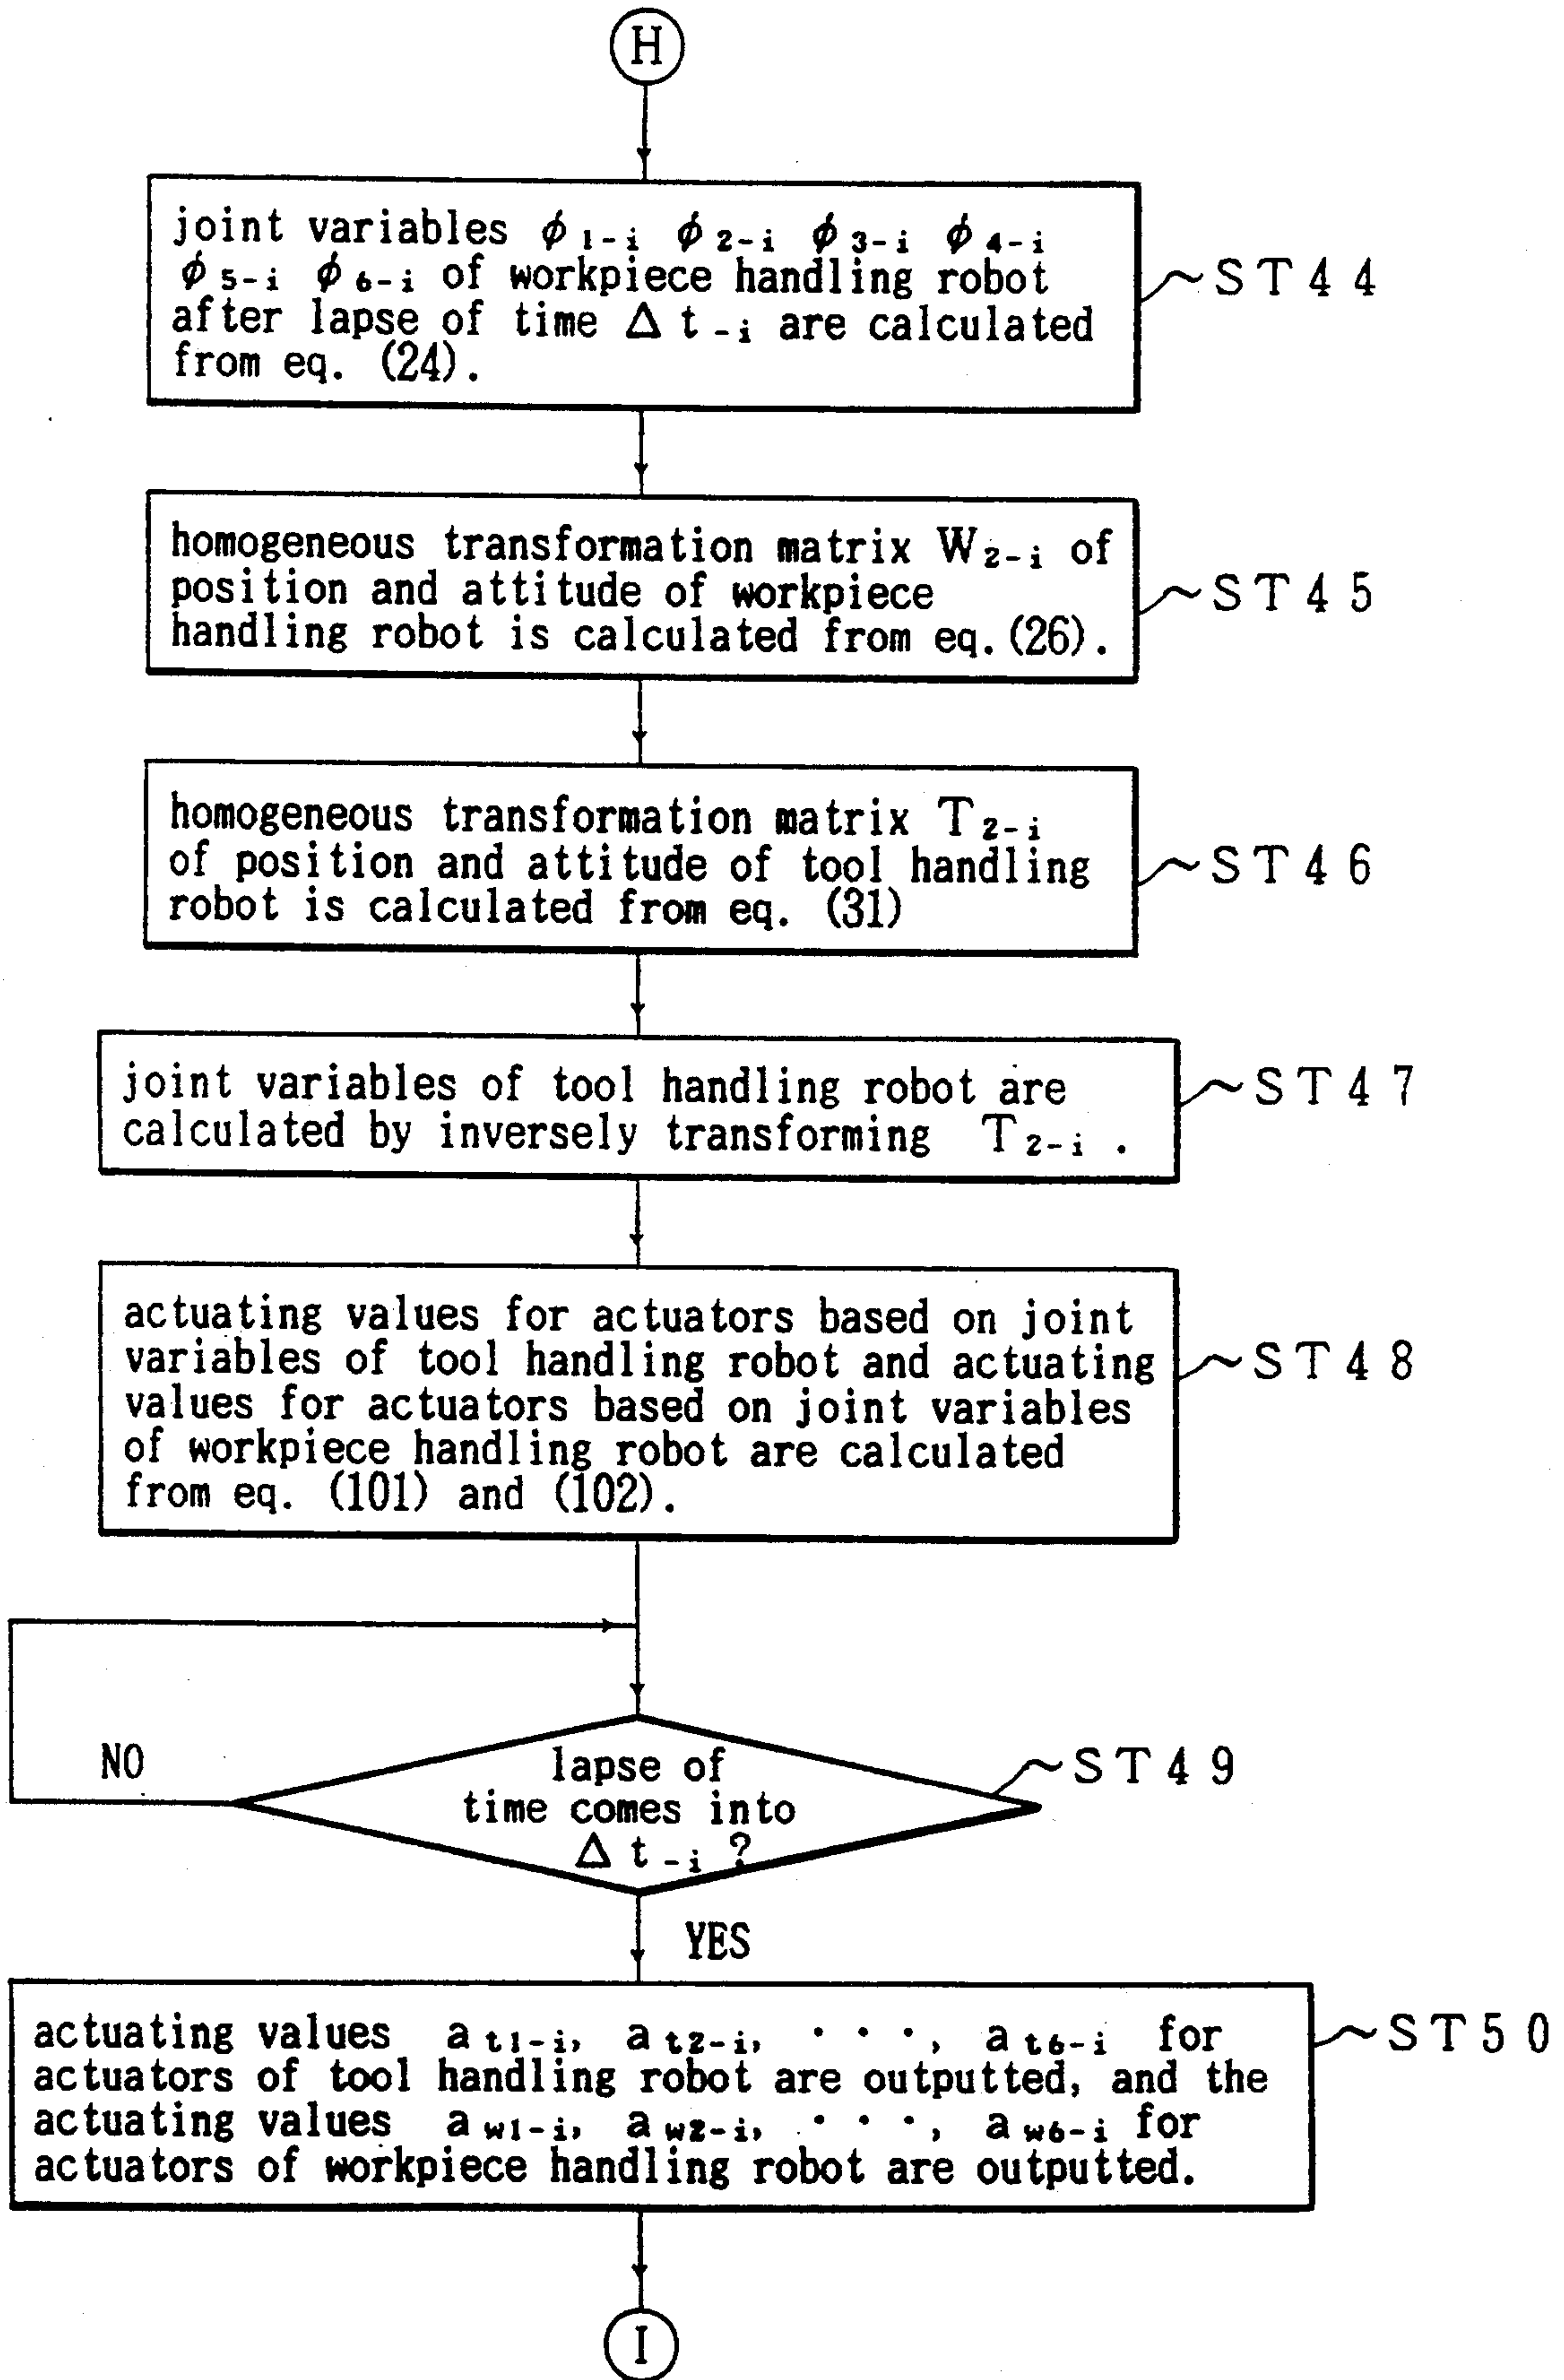 H
joint variables ϕ1-i ϕ2-i ϕ3-i ϕ4-i
ϕ5-i ϕ6-i of workpiece handling robot
after lapse of time Δt-i are calculated
from eq. (24).
~ST44
homogeneous transformation matrix W2-i of
position and attitude of workpiece
handling robot is calculated from eq.(26).
~ST45
homogeneous transformation matrix T2-i
of position and attitude of tool handling
robot is calculated from eq. (31)
~ST46
joint variables of tool handling robot are
calculated by inversely transforming T2-i .
~ST47
actuating values for actuators based on joint
variables of tool handling robot and actuating
values for actuators based on joint variables
of workpiece handling robot are calculated
from eq. (101) and (102).
~ST48
NO
lapse of
time comes into
Δt-i ?
~ST49
YES
actuating values at1-i, at2-i, · · ·, at6-i for
actuators of tool handling robot are outputted, and the
actuating values aw1-i, aw2-i, · · ·, aw6-i for
actuators of workpiece handling robot are outputted.
~ST50
I